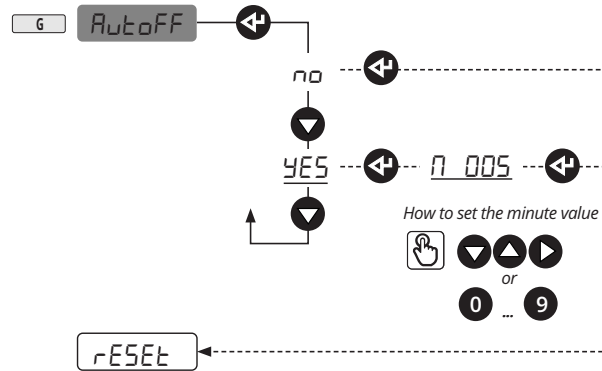 G AutoFF
no
YES M 005
How to set the minute value
or
0 ... 9
rESEt